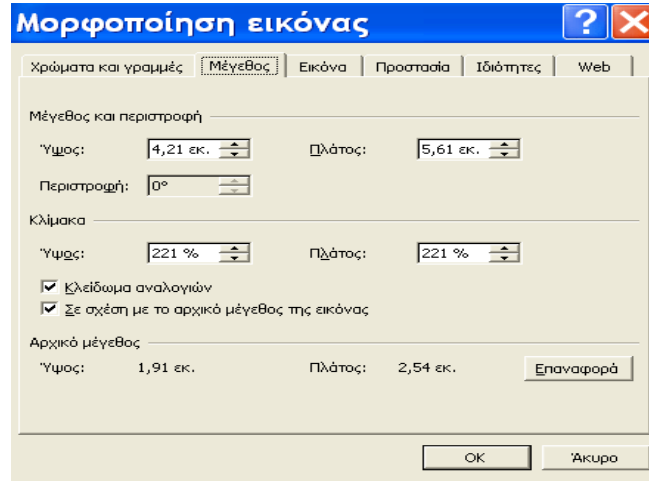 Μορφοποίηση εικόνας ? X
Χρώματα και γραμμές Μέγεθος Εικόνα Προστασία Ιδιότητες Web
Μέγεθος και περιστροφή
Ύψος: 4,21 εκ. Πλάτος: 5,61 εκ.
Περιστροφή: 0°
Κλίμακα
Ύψος: 221 % Πλάτος: 221 %
Κλείδωμα αναλογιών
Σε σχέση με το αρχικό μέγεθος της εικόνας
Αρχικό μέγεθος
Ύψος: 1,91 εκ. Πλάτος: 2,54 εκ. Επαναφορά
OK Άκυρο